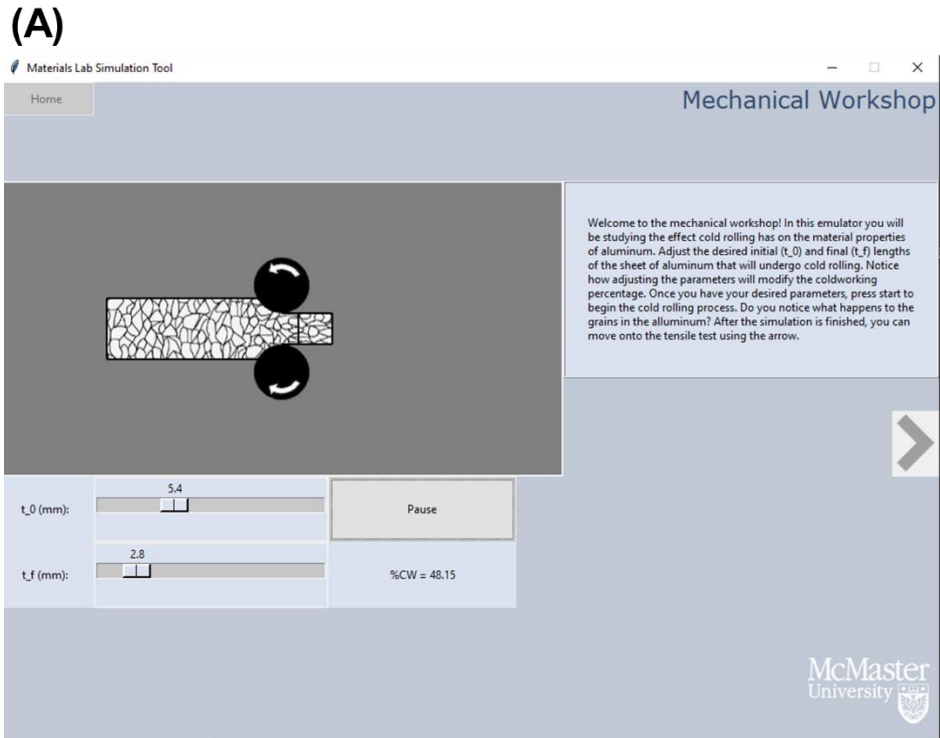 (A)
Materials Lab Simulation Tool
Home
Mechanical Workshop
Welcome to the mechanical workshop! In this emulator you will
be studying the effect cold rolling has on the material properties
of aluminum. Adjust the desired initial (t_0) and final (t_f) lengths
of the sheet of aluminum that will undergo cold rolling. Notice
how adjusting the parameters will modify the coldworking
percentage. Once you have your desired parameters, press start to
begin the cold rolling process. Do you notice what happens to the
grains in the alluminum? After the simulation is finished, you can
move onto the tensile test using the arrow.
5.4
t_0 (mm):
Pause
2.8
t_f (mm):
%CW = 48.15
McMaster
University